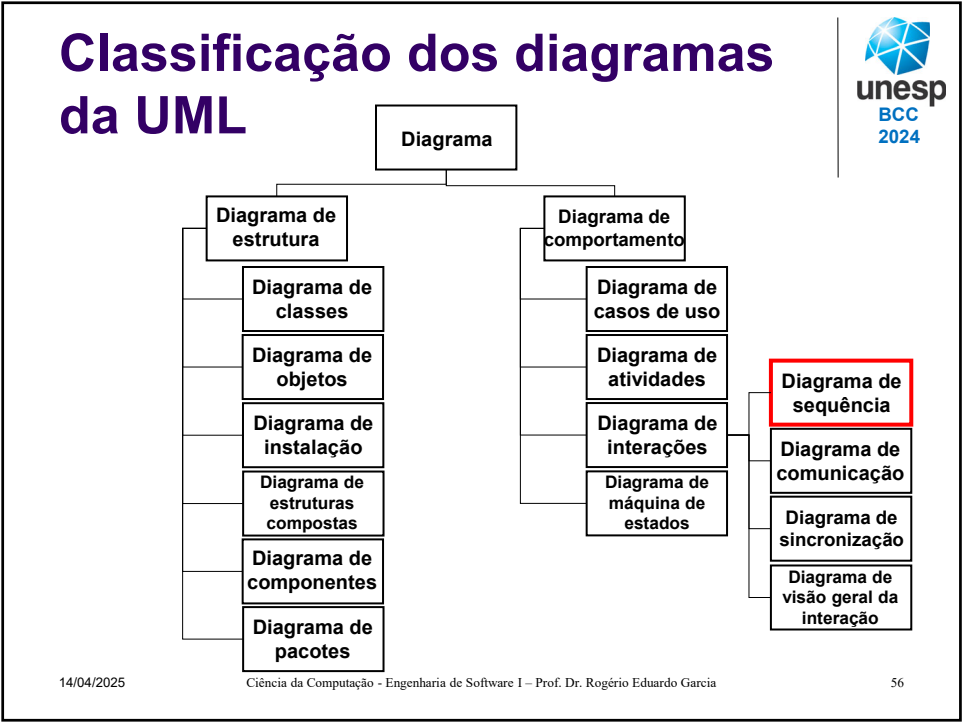 Classificação dos diagramas
da UML
unesp
BCC
2024
Diagrama
Diagrama de
estrutura
Diagrama de
classes
Diagrama de
objetos
Diagrama de
instalação
Diagrama de
estruturas
compostas
Diagrama de
componentes
Diagrama de
pacotes
Diagrama de
comportamento
Diagrama de
casos de uso
Diagrama de
atividades
Diagrama de
interações
Diagrama de
máquina de
estados
Diagrama de
sequência
Diagrama de
comunicação
Diagrama de
sincronização
Diagrama de
visão geral da
interação
14/04/2025
Ciência da Computação - Engenharia de Software I – Prof. Dr. Rogério Eduardo Garcia
56